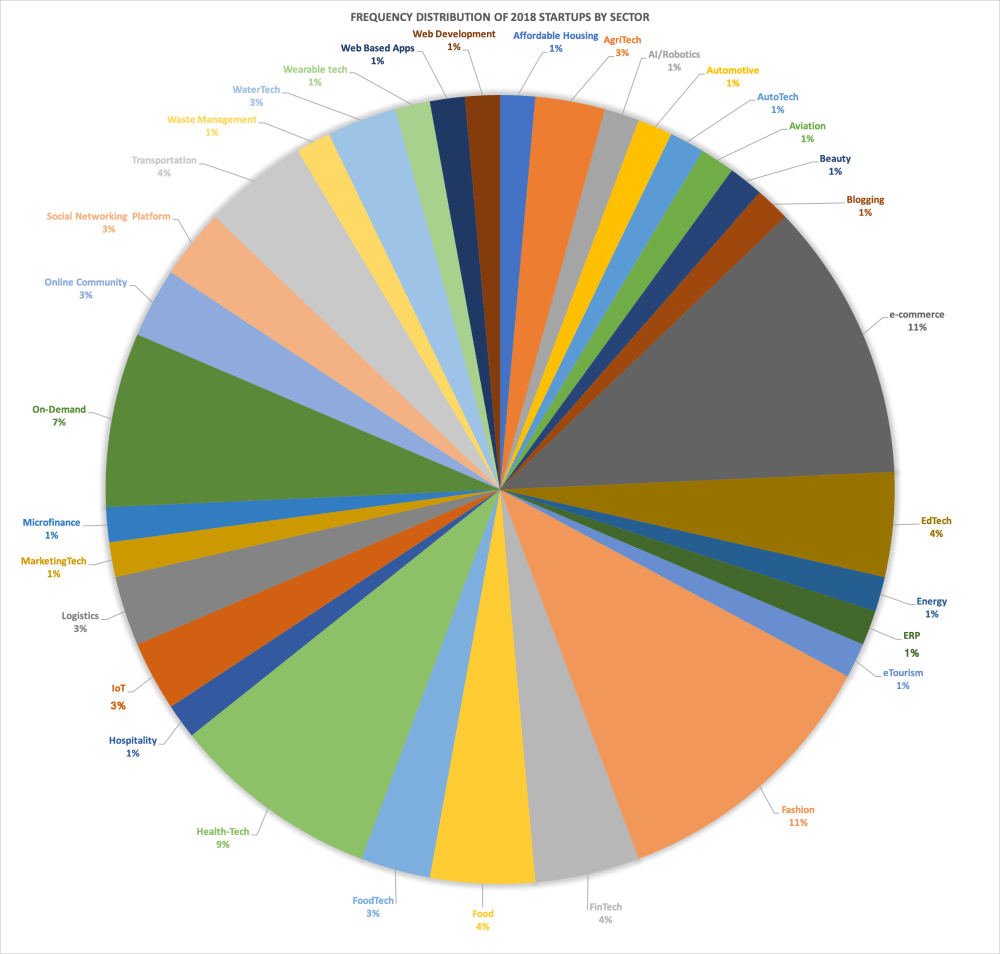 FREQUENCY DISTRIBUTION OF 2018 STARTUPS BY SECTOR
Affordable Housing
1%
AgriTech
3%
AI/Robotics
1%
Automotive
1%
AutoTech
1%
Aviation
1%
Beauty
1%
Blogging
1%
e-commerce
11%
EdTech
4%
Energy
1%
ERP
1%
eTourism
1%
Fashion
11%
FinTech
4%
Food
4%
FoodTech
3%
Health-Tech
9%
Hospitality
1%
IoT
3%
Logistics
3%
MarketingTech
1%
Microfinance
1%
On-Demand
7%
Online Community
3%
Social Networking Platform
3%
Transportation
4%
Waste Management
1%
WaterTech
3%
Wearable tech
1%
Web Based Apps
1%
Web Development
1%